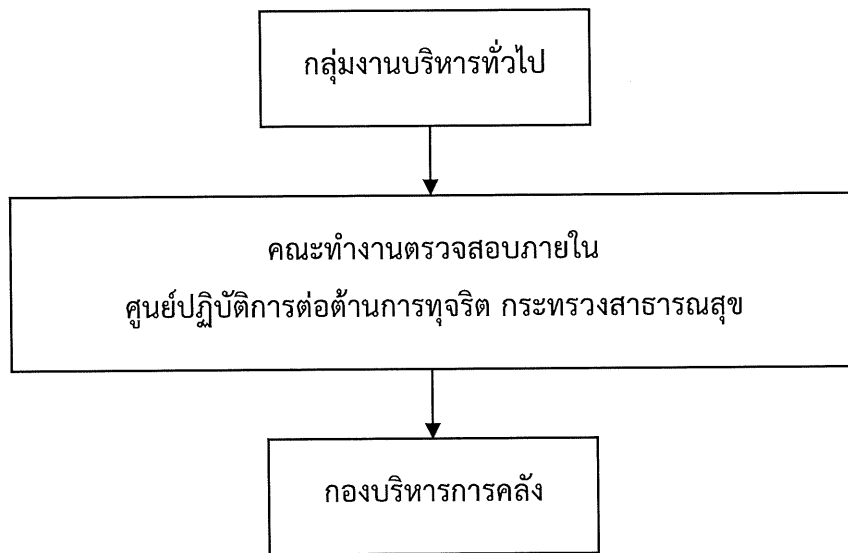 กลุ่มงานบริหารทั่วไป
คณะทำงานตรวจสอบภายใน
ศูนย์ปฏิบัติการต่อต้านการทุจริต กระทรวงสาธารณสุข
กองบริหารการคลัง